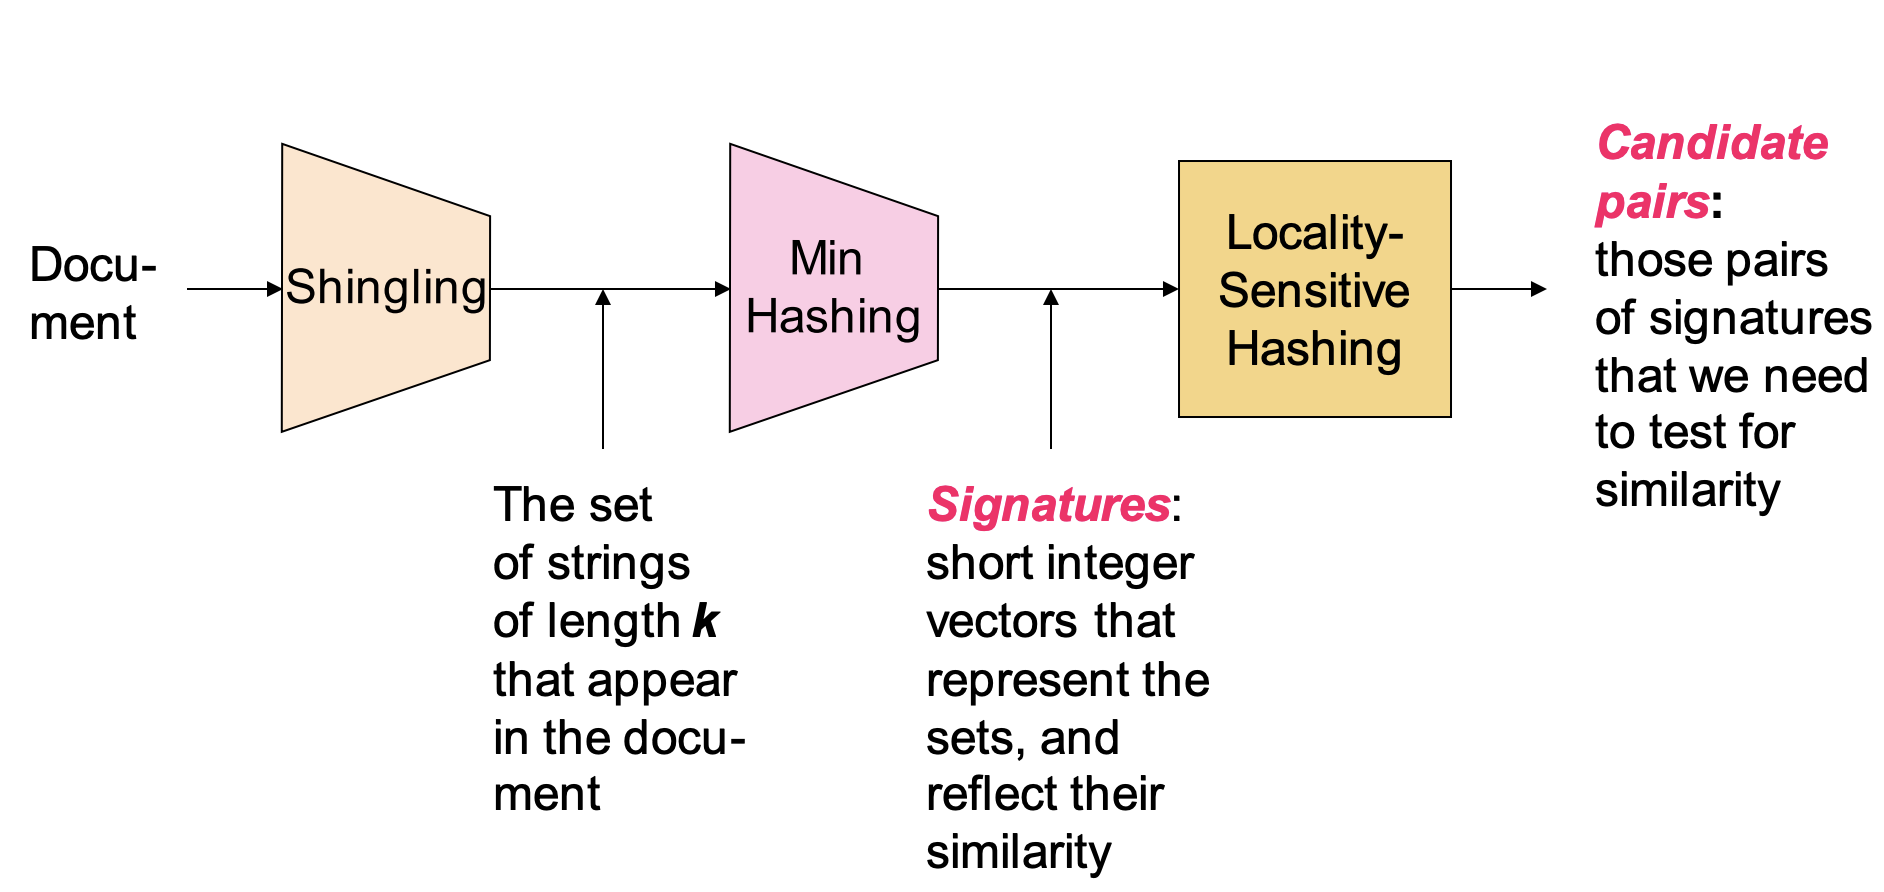 Docu-
ment
Shingling
The set
of strings
of length k
that appear
in the docu-
ment
Min
Hashing
Signatures:
short integer
vectors that
represent the
sets, and
reflect their
similarity
Locality-
Sensitive
Hashing
Candidate
pairs:
those pairs
of signatures
that we need
to test for
similarity